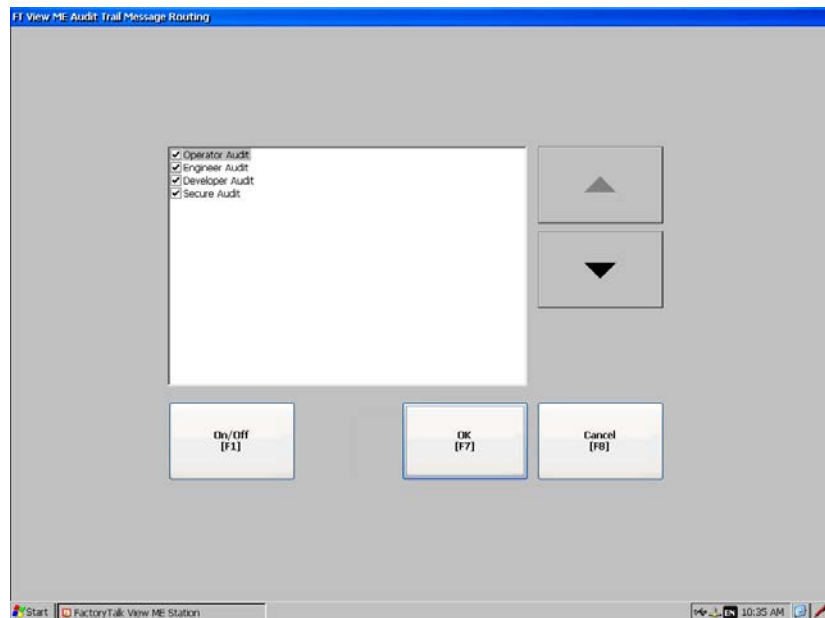 FT View ME Audit Trail Message Routing
Operator Audit
Engineer Audit
Developer Audit
Secure Audit
On/Off
[F1]
OK
[F7]
Cancel
[F8]
Start
FactoryTalk View ME Station
EN
10:35 AM